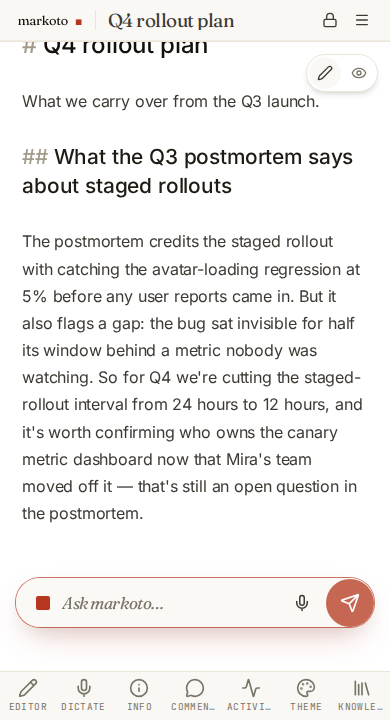 markoto
Q4 rollout plan
# Q4 rollout plan
What we carry over from the Q3 launch.
## What the Q3 postmortem says
about staged rollouts
The postmortem credits the staged rollout
with catching the avatar-loading regression at
5% before any user reports came in. But it
also flags a gap: the bug sat invisible for half
its window behind a metric nobody was
watching. So for Q4 we're cutting the staged-
rollout interval from 24 hours to 12 hours, and
it's worth confirming who owns the canary
metric dashboard now that Mira's team
moved off it — that's still an open question in
the postmortem.
Ask markoto...
EDITOR
DICTATE
INFO
COMMEN…
ACTIVI…
THEME
KNOWLE…